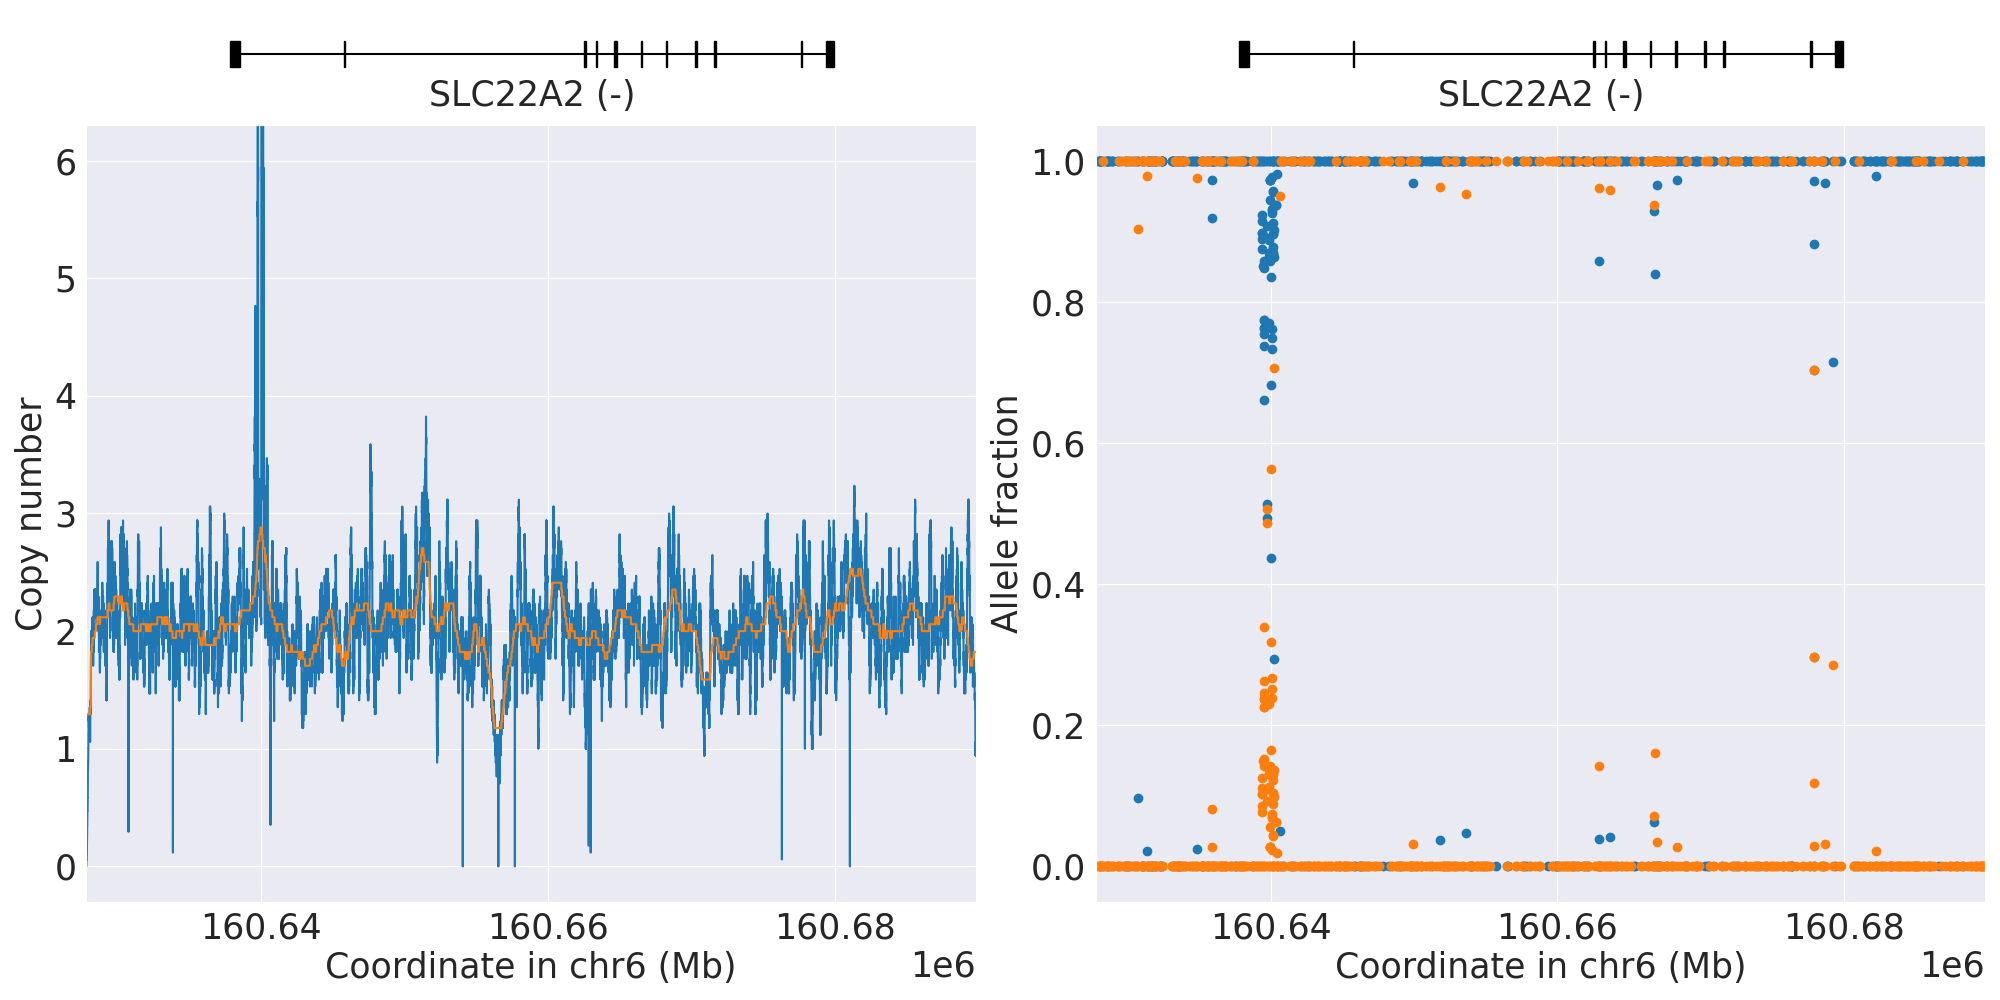 SLC22A2 (-)
6
5
4
3
2
1
0
Copy number
160.64
160.66
160.68
Coordinate in chr6 (Mb)
1e6
SLC22A2 (-)
1.0
0.8
0.6
0.4
0.2
0.0
Allele fraction
160.64
160.66
160.68
Coordinate in chr6 (Mb)
1e6